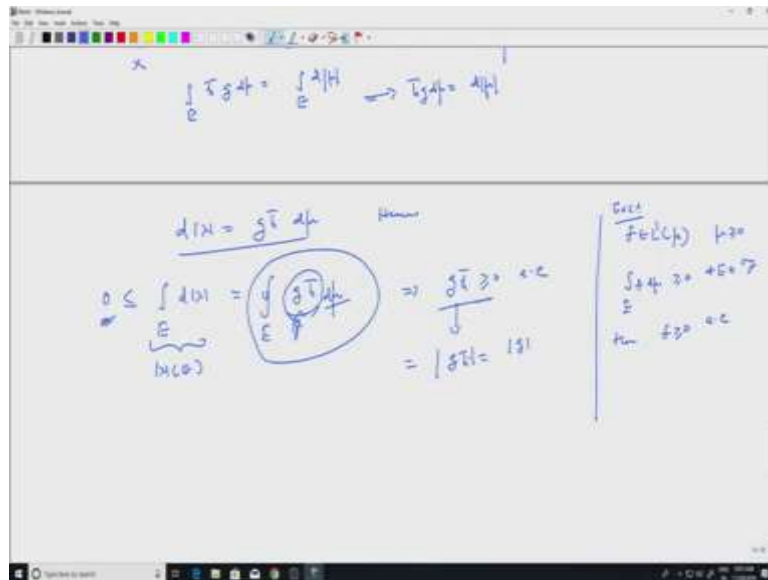 ∫_E h̄ g dμ = ∫_E d|λ| ⟹ h̄ g dμ = d|λ|
d|λ| = g h̄ dμ
Fact
f ∈ L¹(μ) μ ≥ 0
0 ≤ ∫_E d|λ| = ∫_E g h̄ dμ ⇒ g h̄ ≥ 0 a.e
∫_E f dμ ≥ 0 ∀ E ∈ F
|λ|(E)
= |g h̄| = |g|
then f ≥ 0 a.e